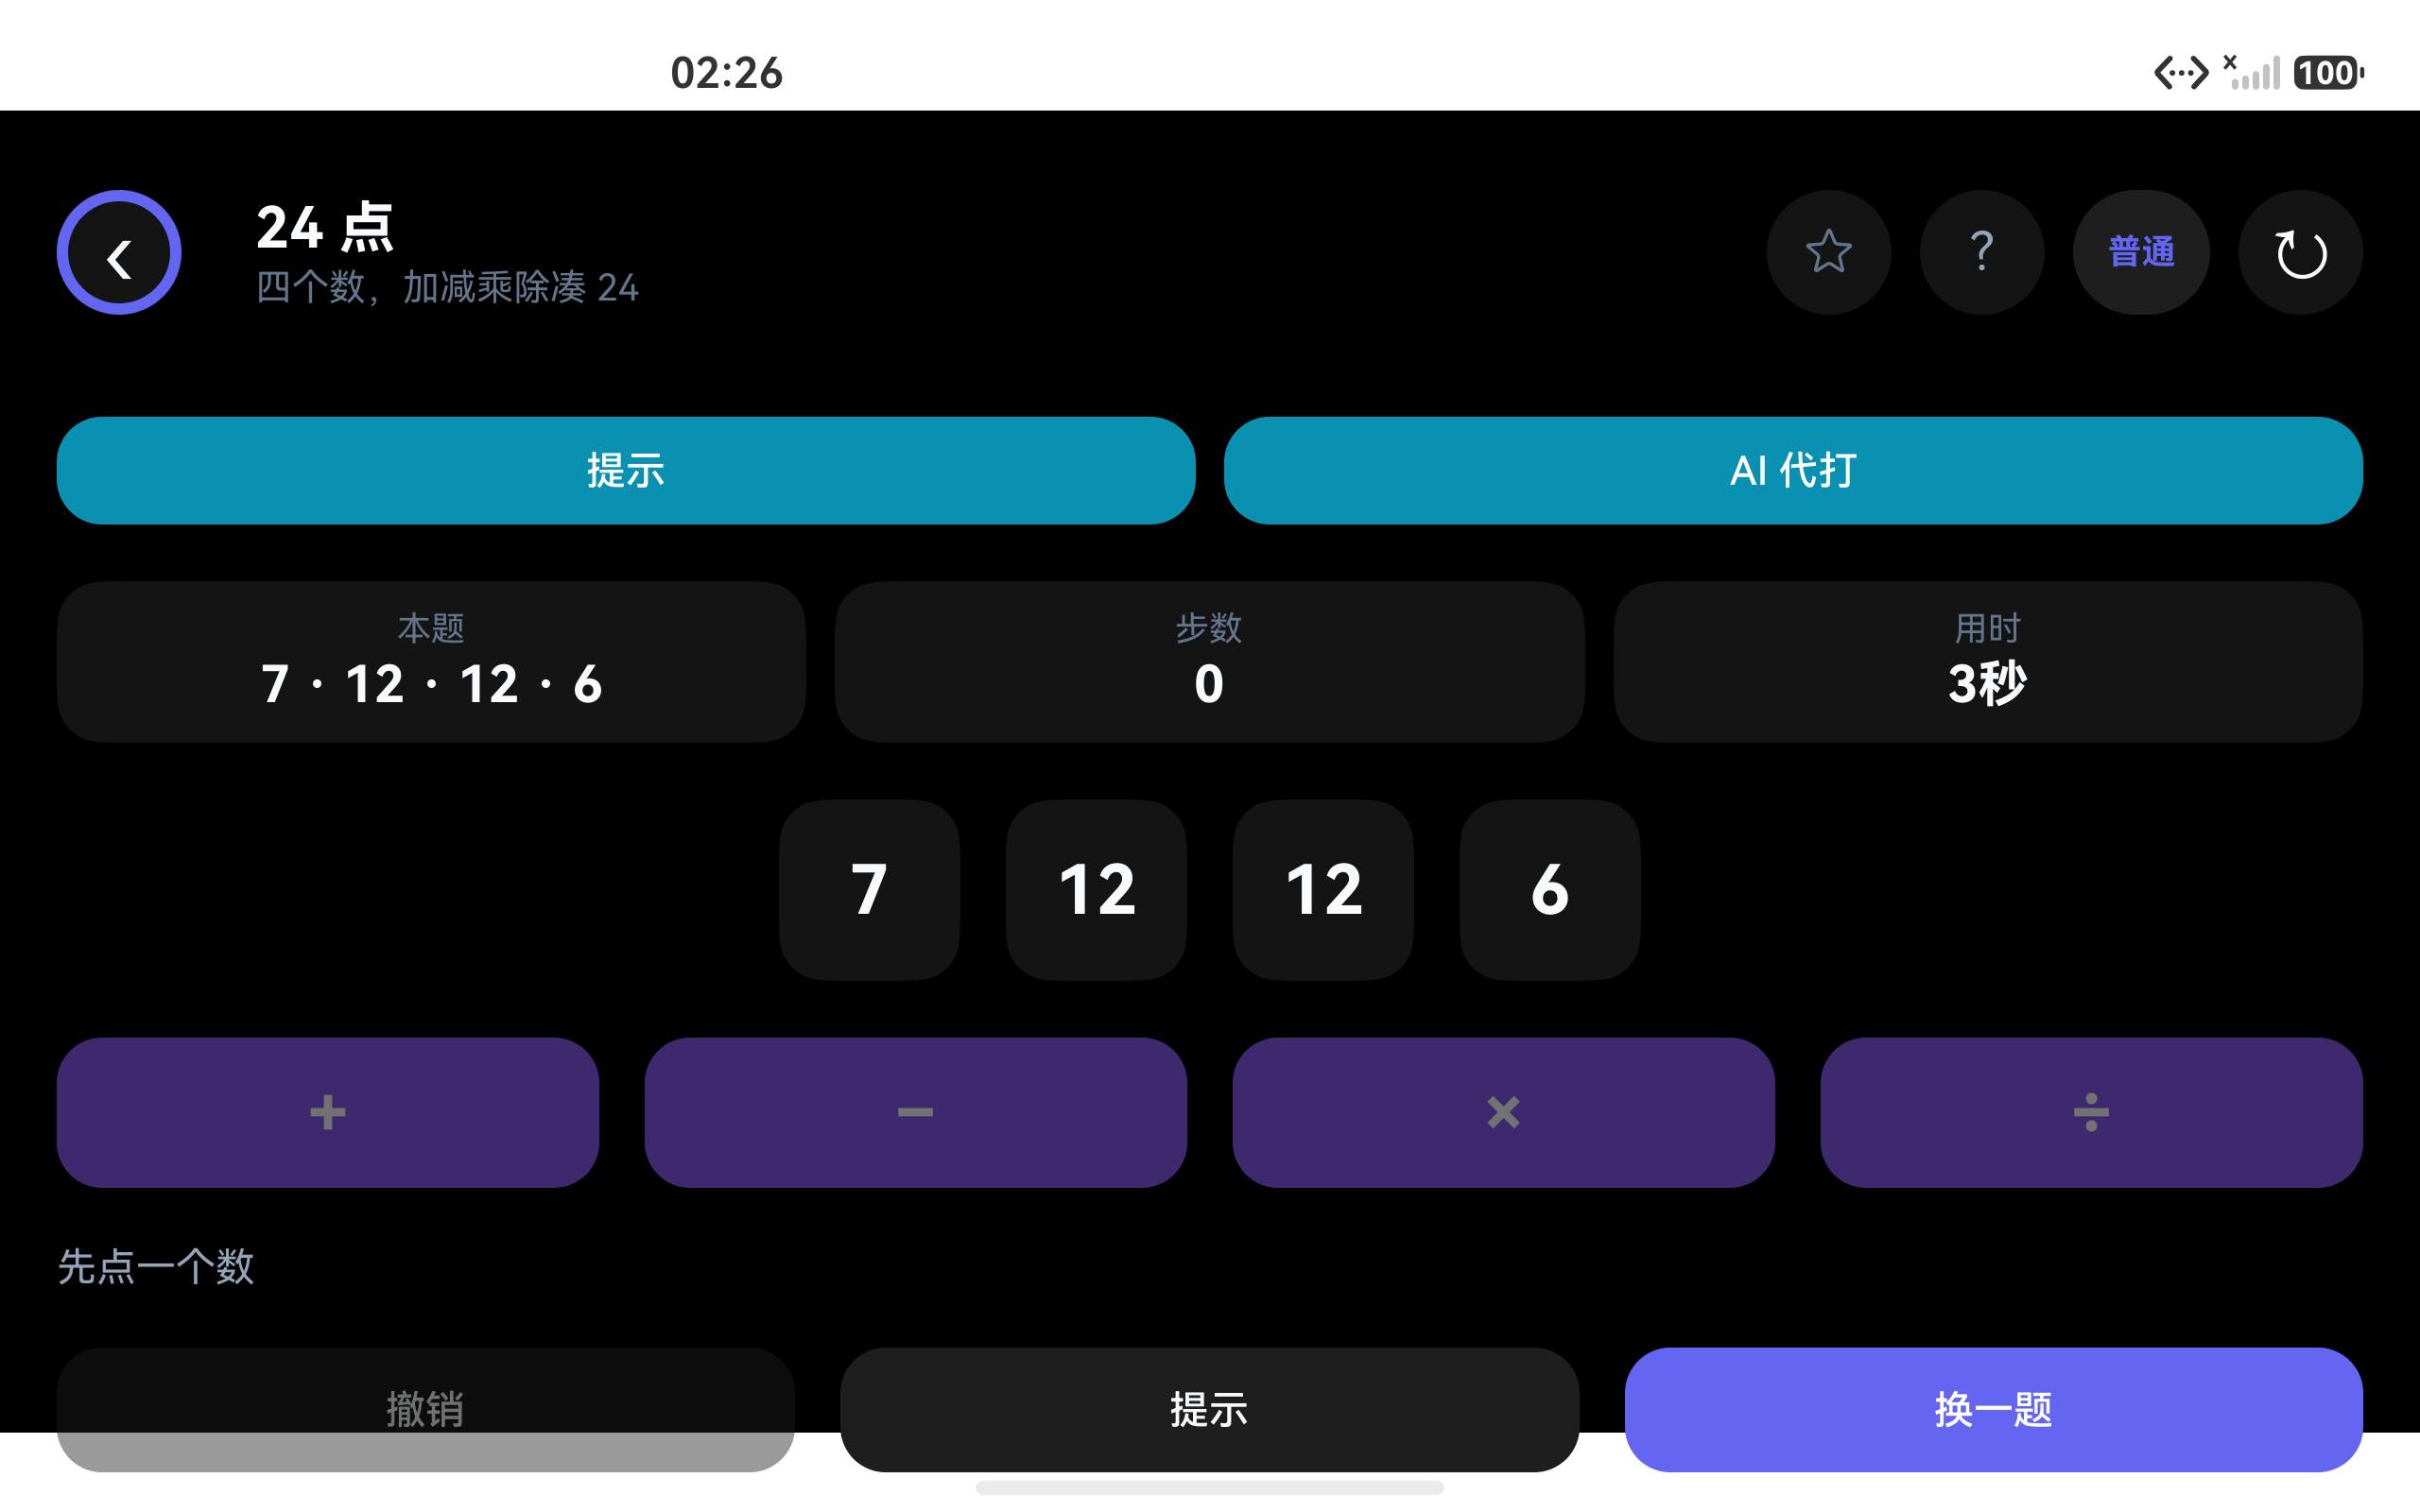 02:26
100
24 点
四个数，加减乘除凑 24
?
普通
提示
AI 代打
本题
7 · 12 · 12 · 6
步数
0
用时
3秒
7
12
12
6
+
−
×
÷
先点一个数
撤销
提示
换一题